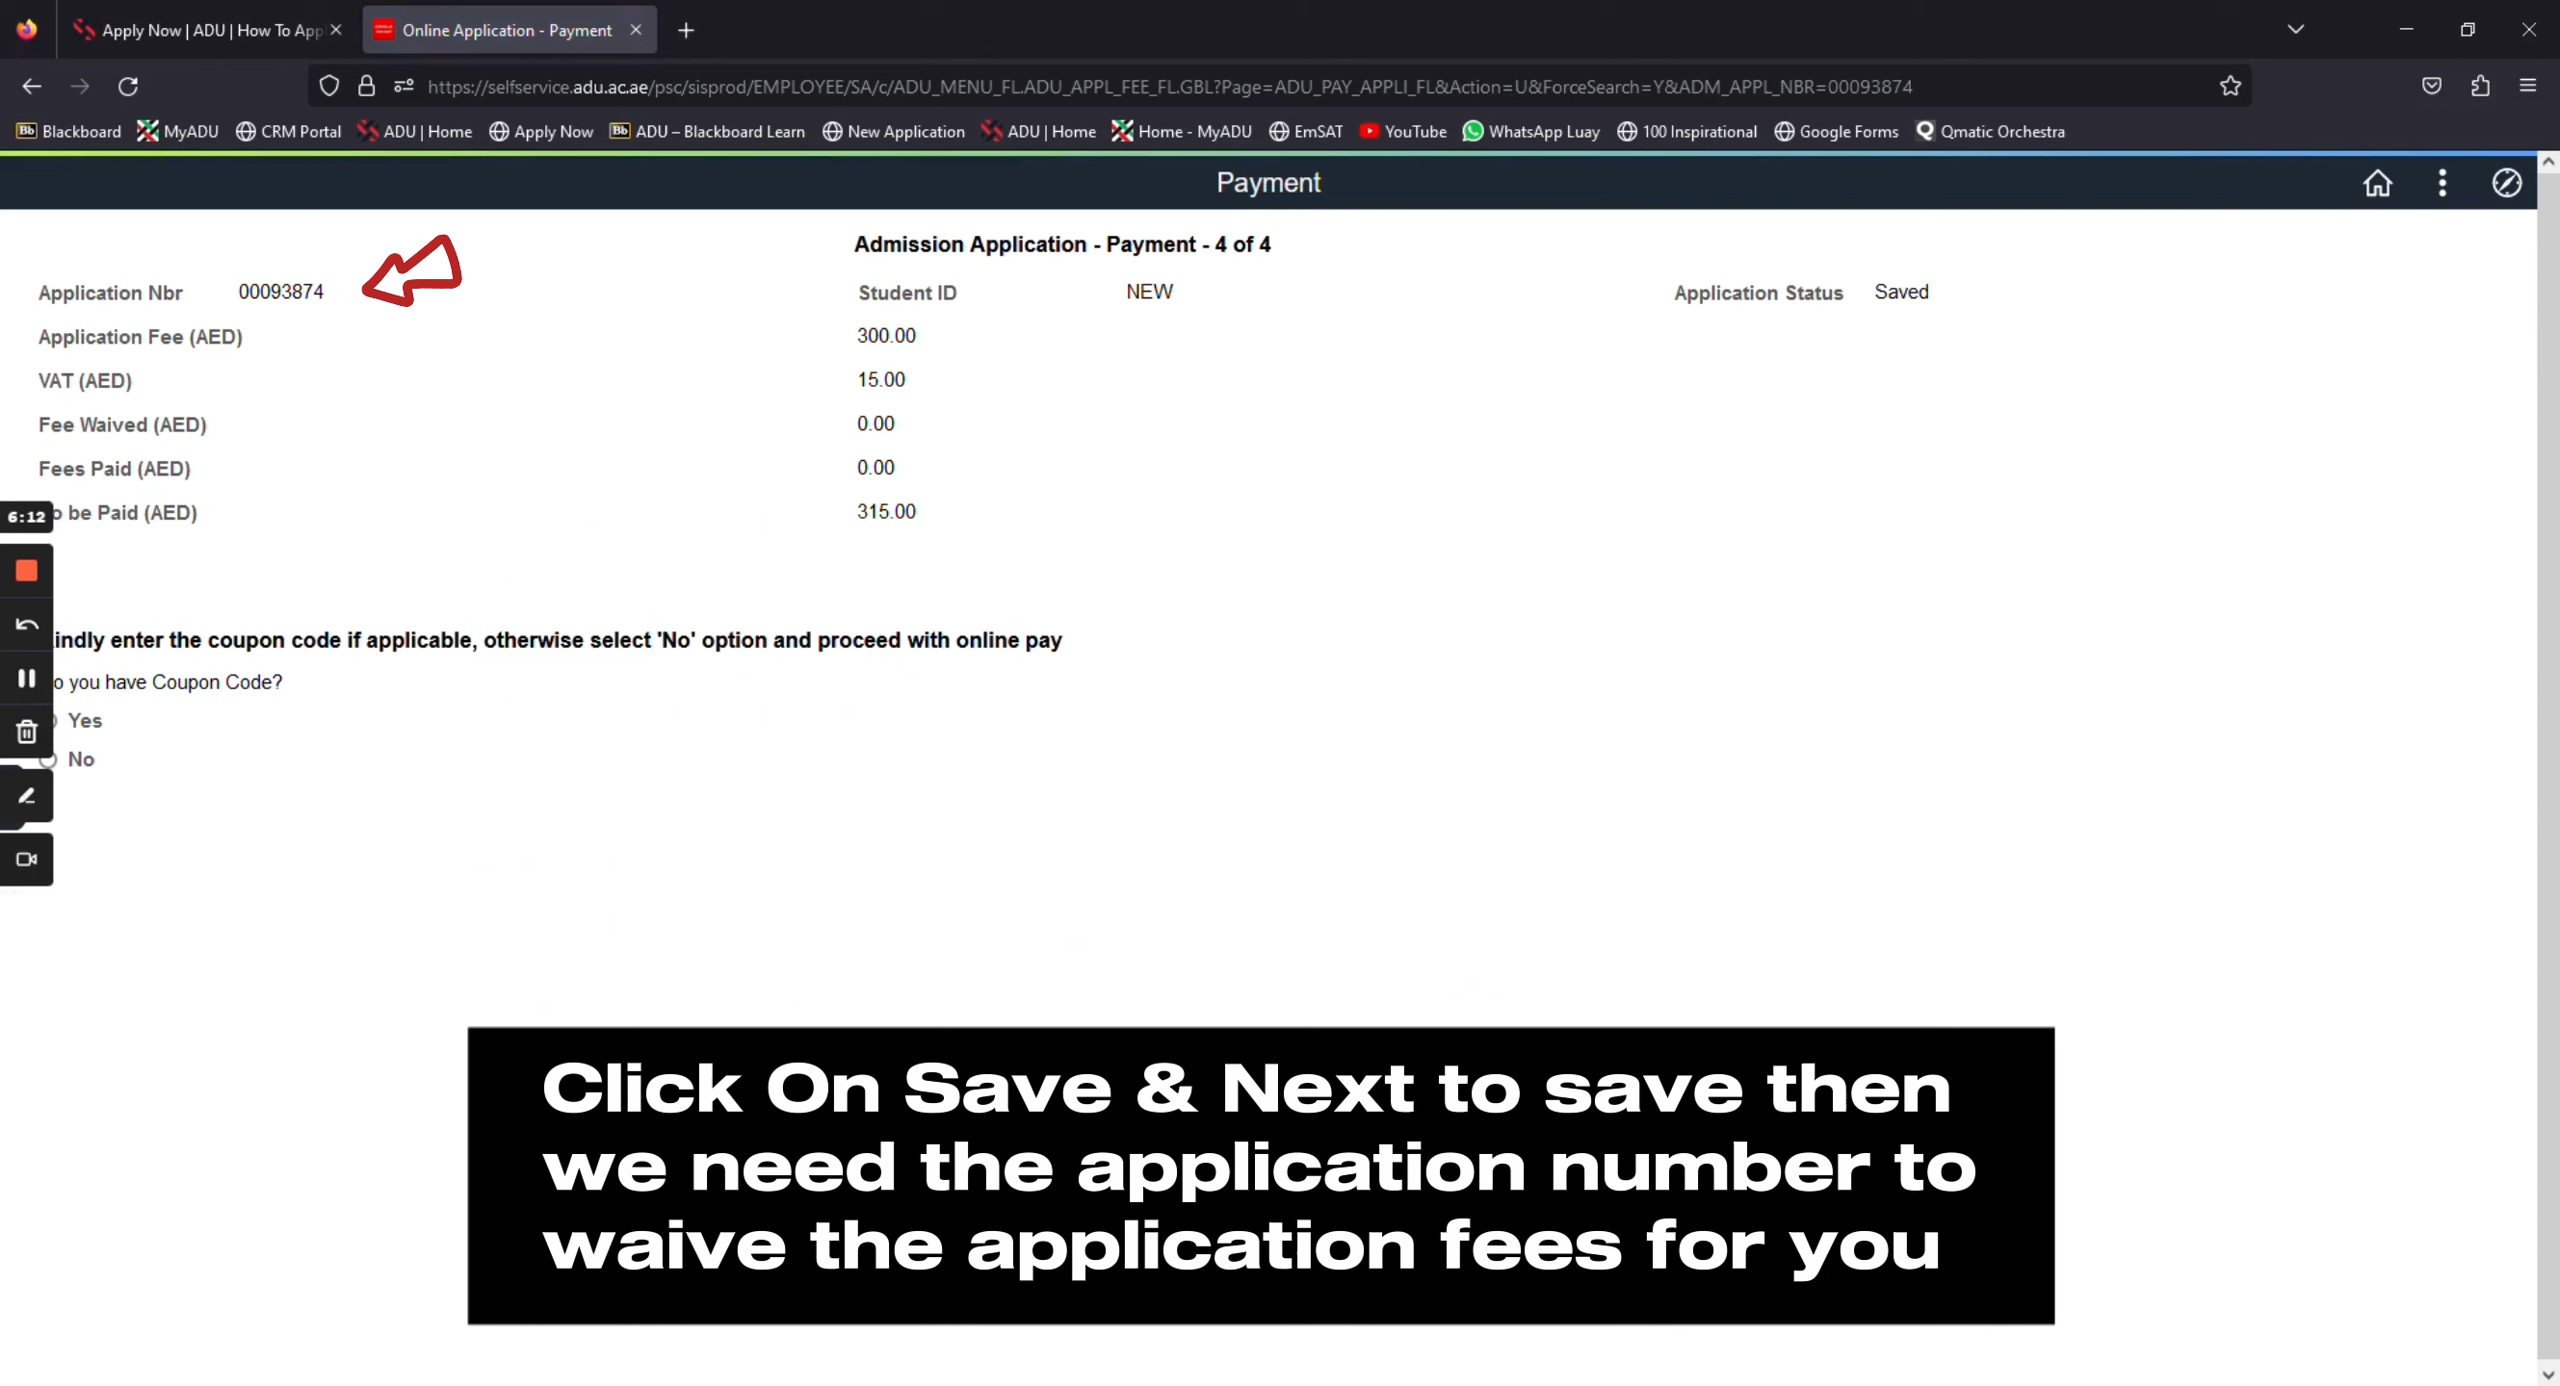 Apply Now | ADU | How To App
Online Application - Payment
https://selfservice.adu.ac.ae/psc/sisprod/EMPLOYEE/SA/c/ADU_MENU_FL.ADU_APPL_FEE_FL.GBL?Page=ADU_PAY_APPLI_FL&Action=U&ForceSearch=Y&ADM_APPL_NBR=00093874
Bb Blackboard MyADU CRM Portal ADU | Home Apply Now Bb ADU – Blackboard Learn New Application ADU | Home Home - MyADU EmSAT YouTube WhatsApp Luay 100 Inspirational Google Forms Qmatic Orchestra
Payment
Admission Application - Payment - 4 of 4
Application Nbr 00093874 Student ID NEW Application Status Saved
Application Fee (AED) 300.00
VAT (AED) 15.00
Fee Waived (AED) 0.00
Fees Paid (AED) 0.00
6:12 o be Paid (AED) 315.00
indly enter the coupon code if applicable, otherwise select 'No' option and proceed with online pay
o you have Coupon Code?
Yes
No
Click On Save & Next to save then
we need the application number to
waive the application fees for you